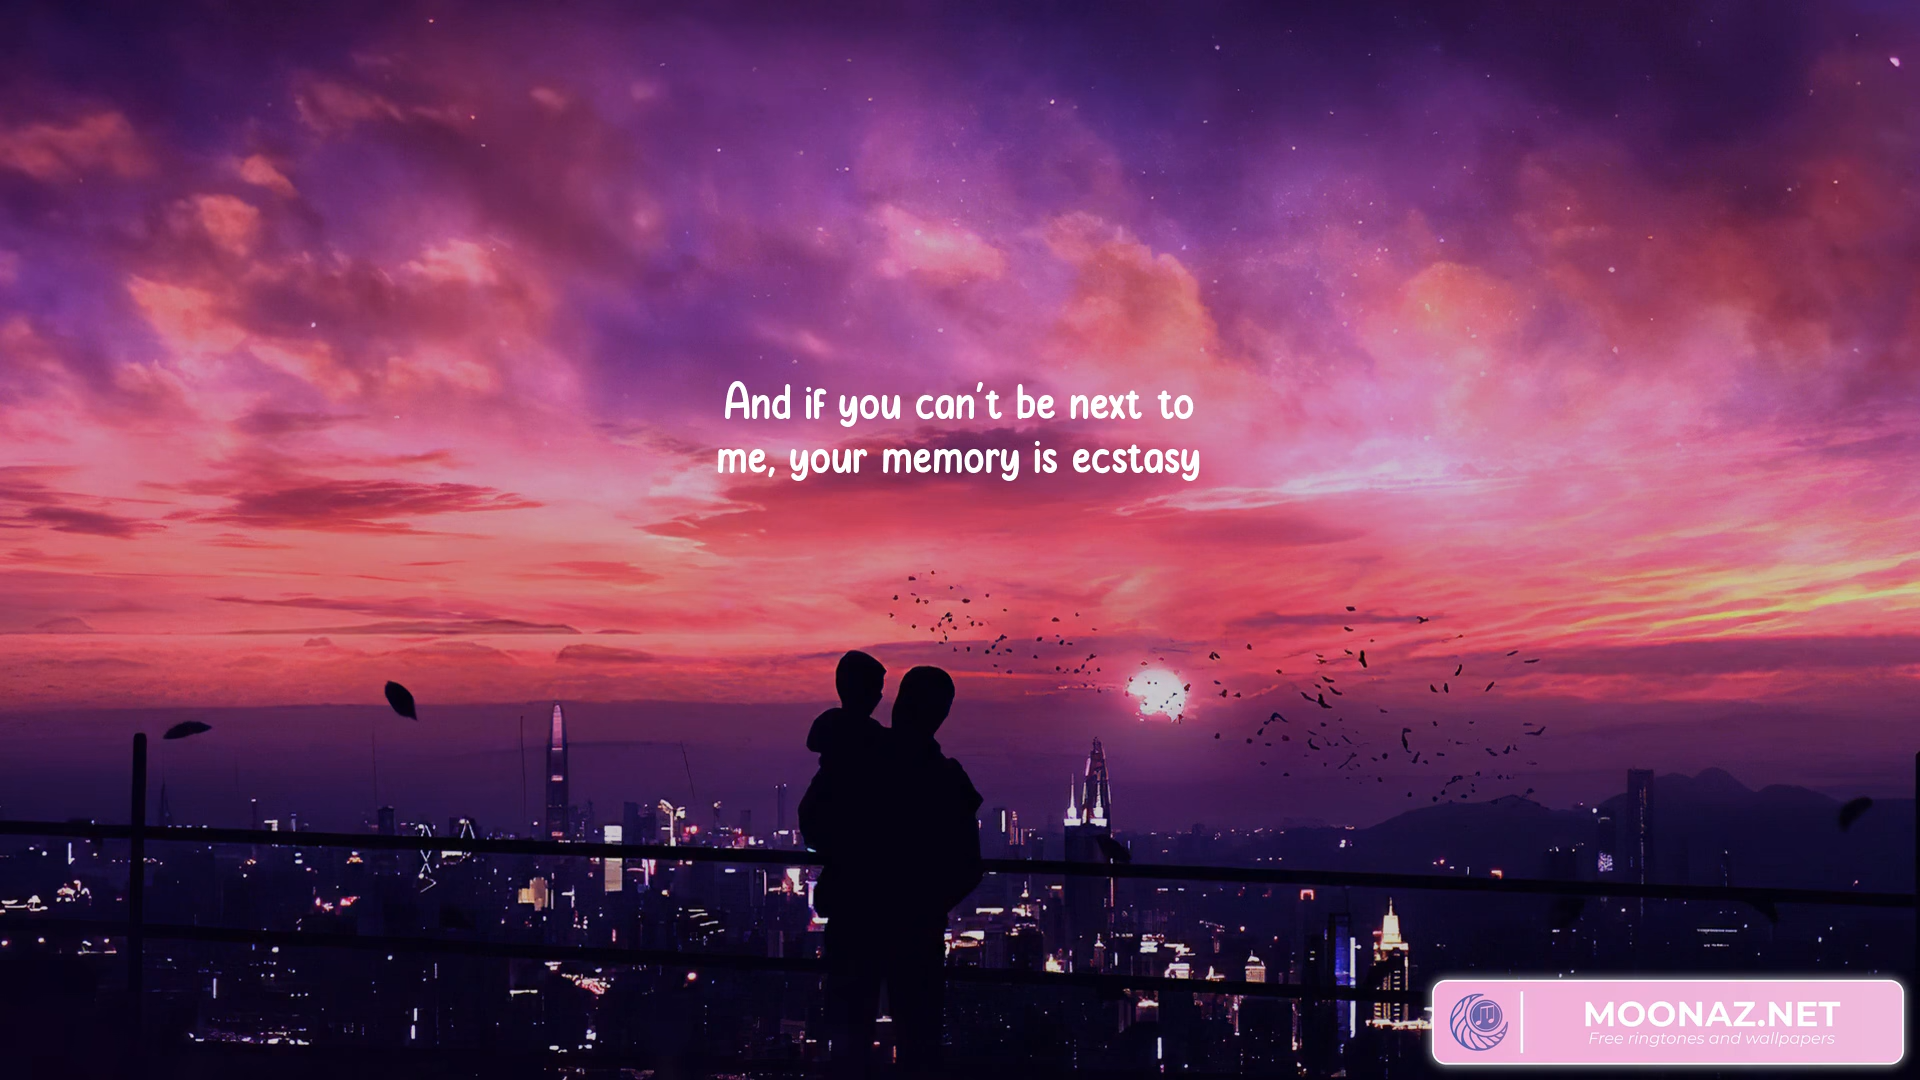 And if you can't be next to
me, your memory is ecstasy
MOONAZ.NET
Free ringtones and wallpapers